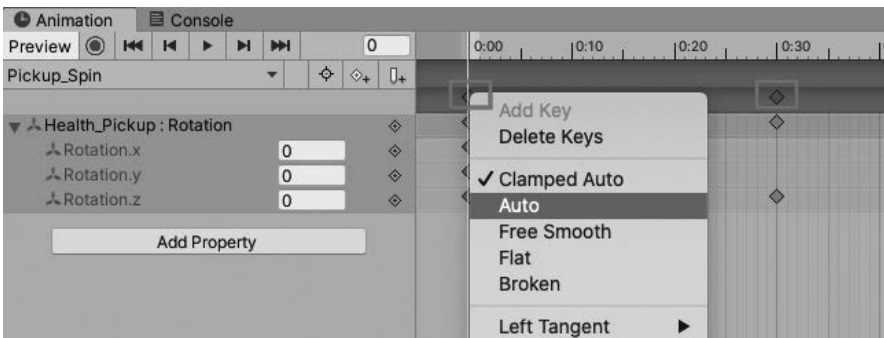 Animation Console
Preview 0 0:00 0:10 0:20 0:30
Pickup_Spin
Add Key
Health_Pickup : Rotation
Delete Keys
Rotation.x 0
Rotation.y 0
✓ Clamped Auto
Rotation.z 0
Auto
Free Smooth
Add Property
Flat
Broken
Left Tangent